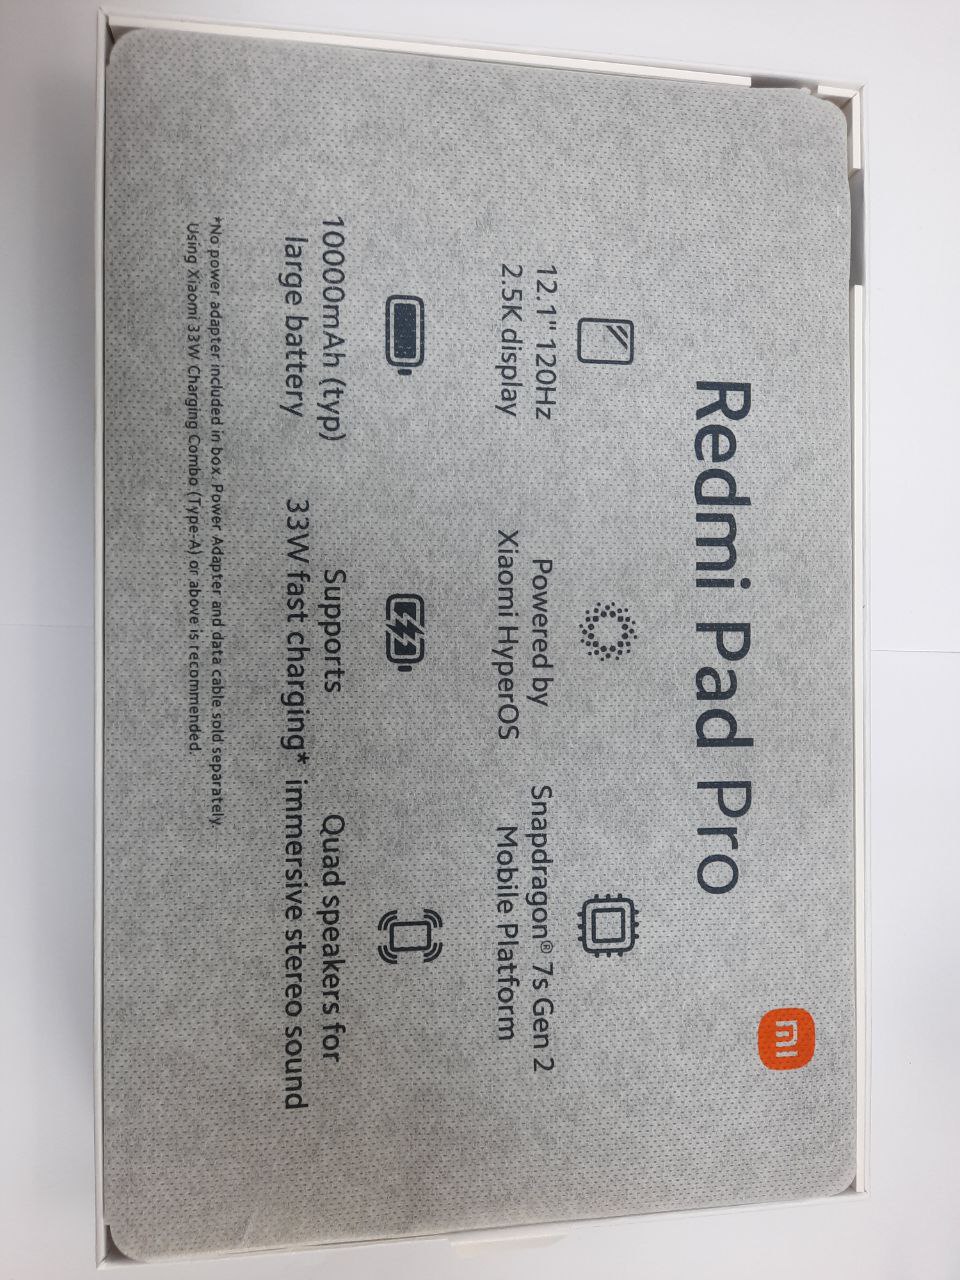 mi
Redmi Pad Pro
12.1" 120Hz
2.5K display
Powered by
Xiaomi HyperOS
Snapdragon® 7s Gen 2
Mobile Platform
10000mAh (typ)
large battery
Supports
33W fast charging*
Quad speakers for
immersive stereo sound
*No power adapter included in box. Power Adapter and data cable sold separately.
Using Xiaomi 33W Charging Combo (Type-A) or above is recommended.